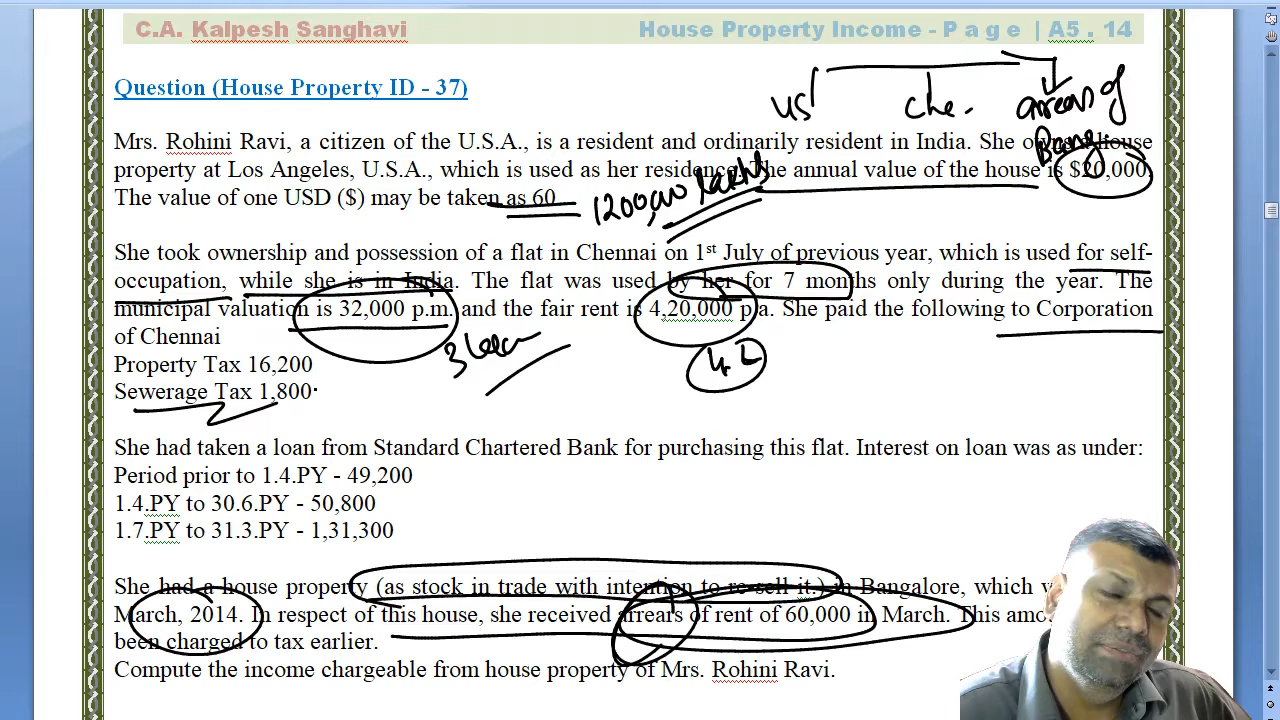 C.A. Kalpesh Sanghavi House Property Income - P a g e | A5 . 14
Question (House Property ID - 37)
US che. arrears of Bang.
Mrs. Rohini Ravi, a citizen of the U.S.A., is a resident and ordinarily resident in India. She owns house
property at Los Angeles, U.S.A., which is used as her residence. The annual value of the house is $20,000.
The value of one USD ($) may be taken as 60
She took ownership and possession of a flat in Chennai on 1st July of previous year, which is used for self-
occupation, while she is in India. The flat was used by her for 7 months only during the year. The
municipal valuation is 32,000 p.m. and the fair rent is 4,20,000 p.a. She paid the following to Corporation
of Chennai
Property Tax 16,200
4.2
Sewerage Tax 1,800
She had taken a loan from Standard Chartered Bank for purchasing this flat. Interest on loan was as under:
Period prior to 1.4.PY - 49,200
1.4.PY to 30.6.PY - 50,800
1.7.PY to 31.3.PY - 1,31,300
She had a house property (as stock in trade with intention to re-sell it.) in Bangalore, which
March, 2014. In respect of this house, she received arrears of rent of 60,000 in March. This
been charged to tax earlier.
Compute the income chargeable from house property of Mrs. Rohini Ravi.